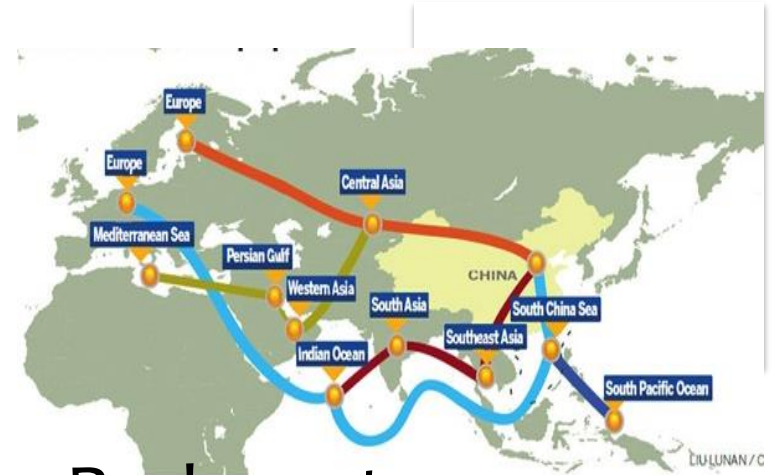 Europe
Europe
Central Asia
Mediterranean Sea
Persian Gulf
CHINA
Western Asia
South Asia
South China Sea
Southeast Asia
Indian Ocean
South Pacific Ocean
LIU LUNAN / C